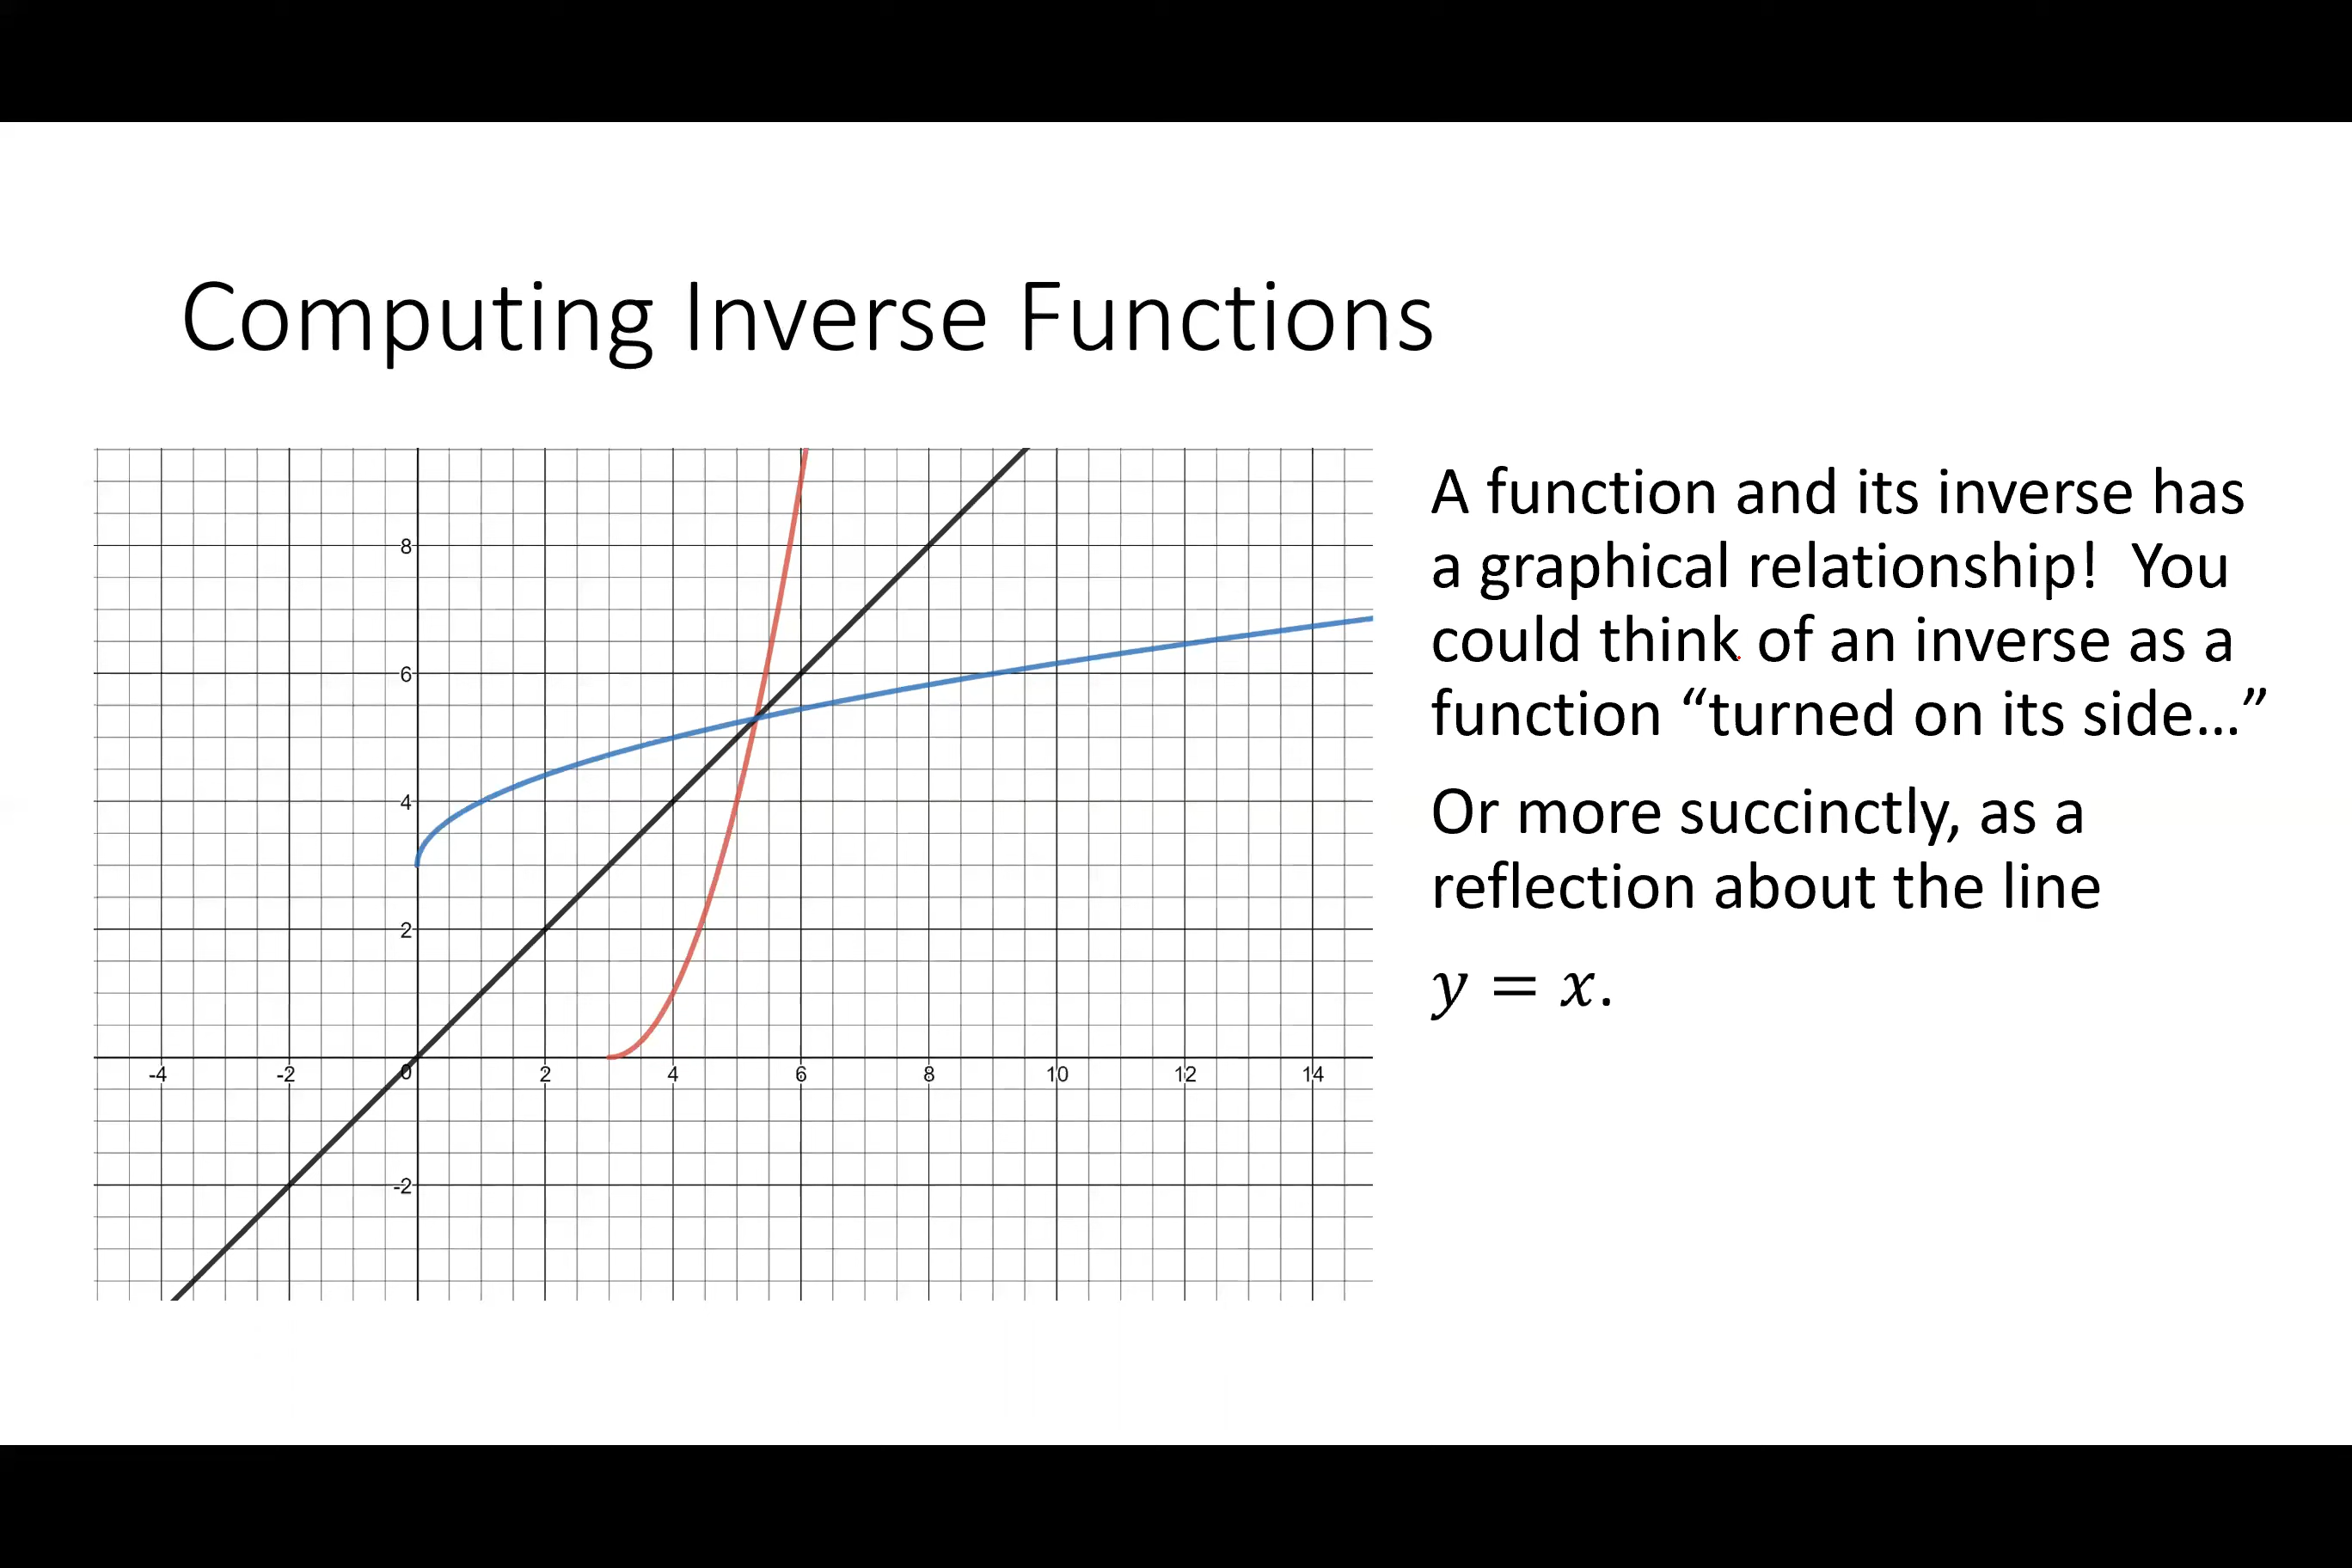 Computing Inverse Functions
8
6
4
2
-4 -2 0 2 4 6 8 10 12 14
-2
A function and its inverse has
a graphical relationship!  You
could think of an inverse as a
function “turned on its side…”
Or more succinctly, as a
reflection about the line
y = x.